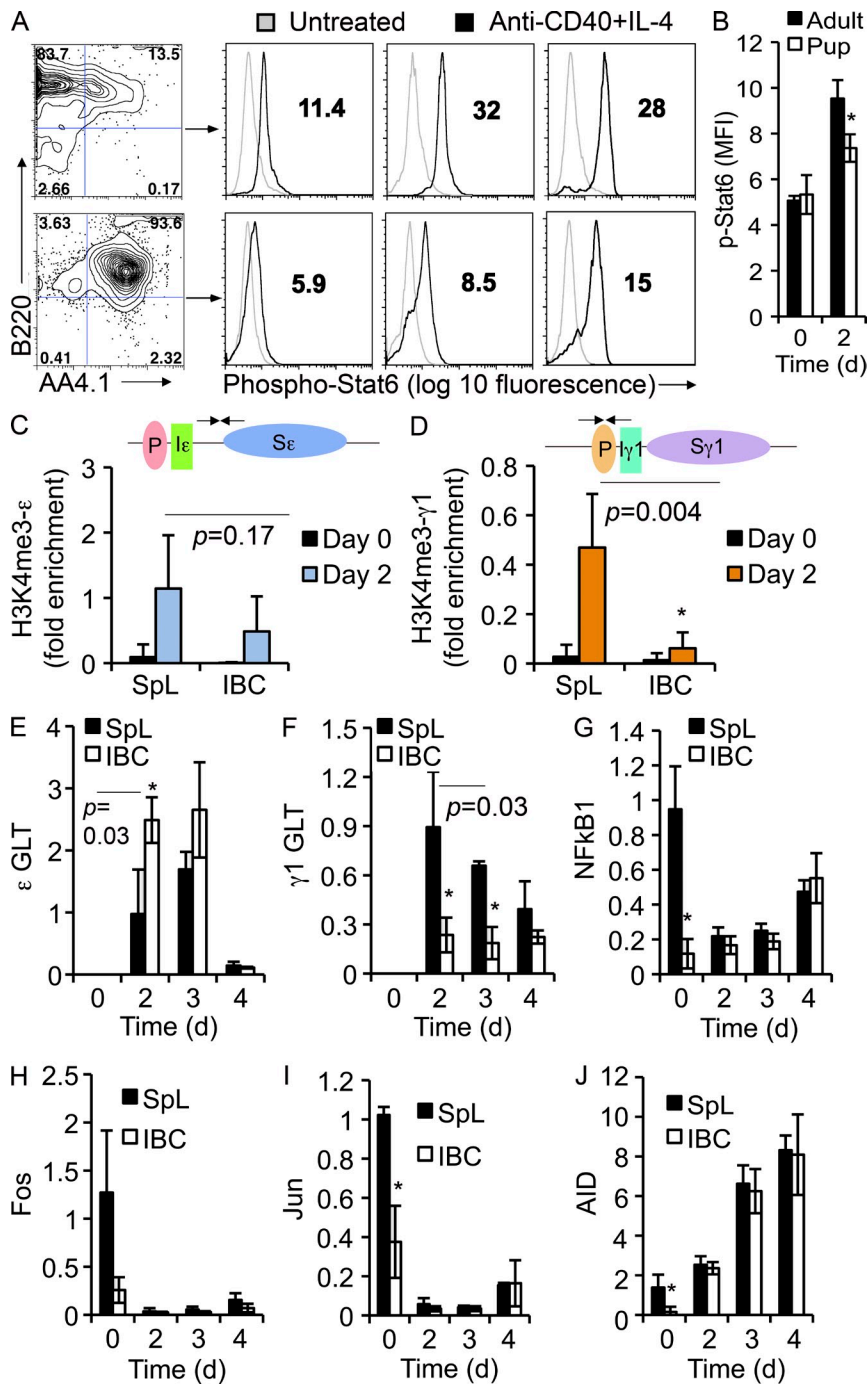 A
Untreated
Anti-CD40+IL-4
83.7
13.5
2.66
0.17
11.4
32
28
3.63
93.6
0.41
2.32
5.9
8.5
15
B220
AA4.1
Phospho-Stat6 (log 10 fluorescence)
B
Adult
Pup
p-Stat6 (MFI)
12
10
8
6
4
2
0
*
0 2
Time (d)
C
P Iε Sε
H3K4me3-ε
(fold enrichment)
3
2
1
0
p=0.17
Day 0
Day 2
SpL IBC
D
P Iγ1 Sγ1
H3K4me3-γ1
(fold enrichment)
0.8
0.6
0.4
0.2
0
p=0.004
Day 0
Day 2
*
SpL IBC
E
SpL
IBC
ε GLT
4
3
2
1
0
p=
0.03
*
0 2 3 4
Time (d)
F
SpL
IBC
γ1 GLT
1.5
1.2
0.9
0.6
0.3
0
p=0.03
* *
0 2 3 4
Time (d)
G
SpL
IBC
NFkB1
1.4
1.2
1
0.8
0.6
0.4
0.2
0
*
0 2 3 4
Time (d)
H
SpL
IBC
Fos
2.5
2
1.5
1
0.5
0
0 2 3 4
Time (d)
I
SpL
IBC
Jun
1.2
1
0.8
0.6
0.4
0.2
0
*
0 2 3 4
Time (d)
J
SpL
IBC
AID
12
10
8
6
4
2
0
*
0 2 3 4
Time (d)